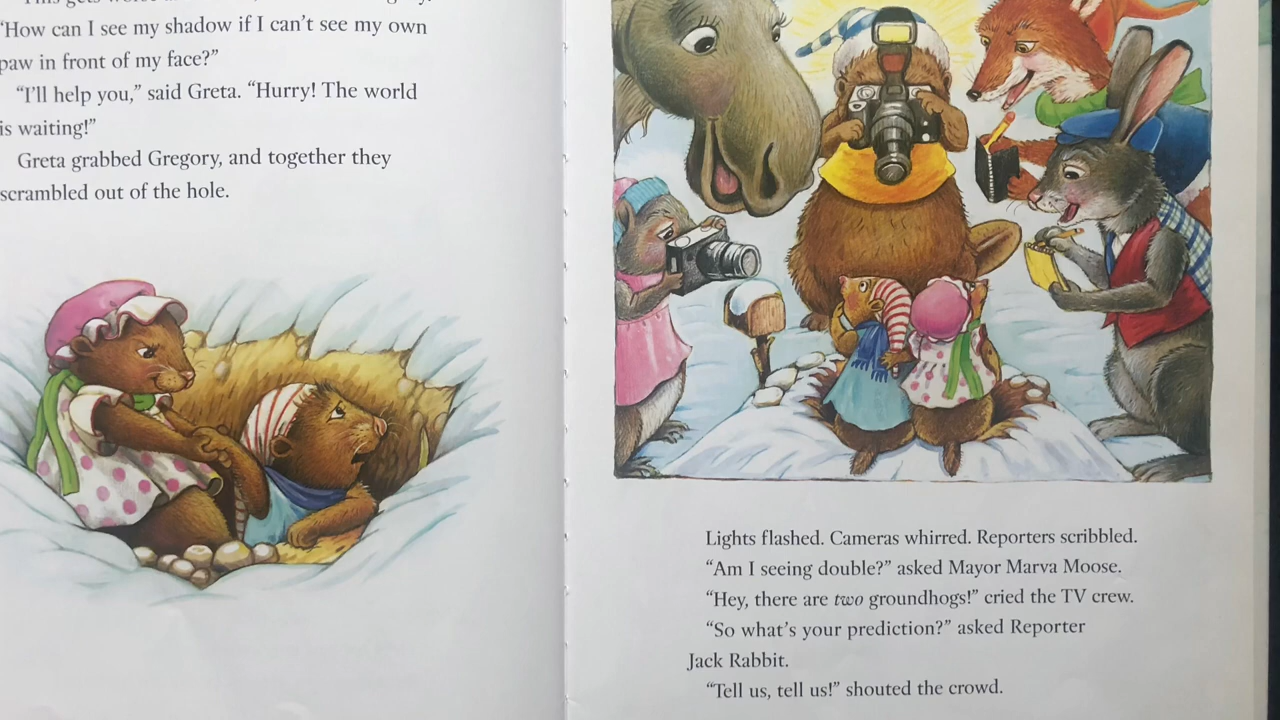 “How can I see my shadow if I can’t see my own
paw in front of my face?”
“I’ll help you,” said Greta. “Hurry! The world
is waiting!”
Greta grabbed Gregory, and together they
scrambled out of the hole.
Lights flashed. Cameras whirred. Reporters scribbled.
“Am I seeing double?” asked Mayor Marva Moose.
“Hey, there are two groundhogs!” cried the TV crew.
“So what’s your prediction?” asked Reporter
Jack Rabbit.
“Tell us, tell us!” shouted the crowd.